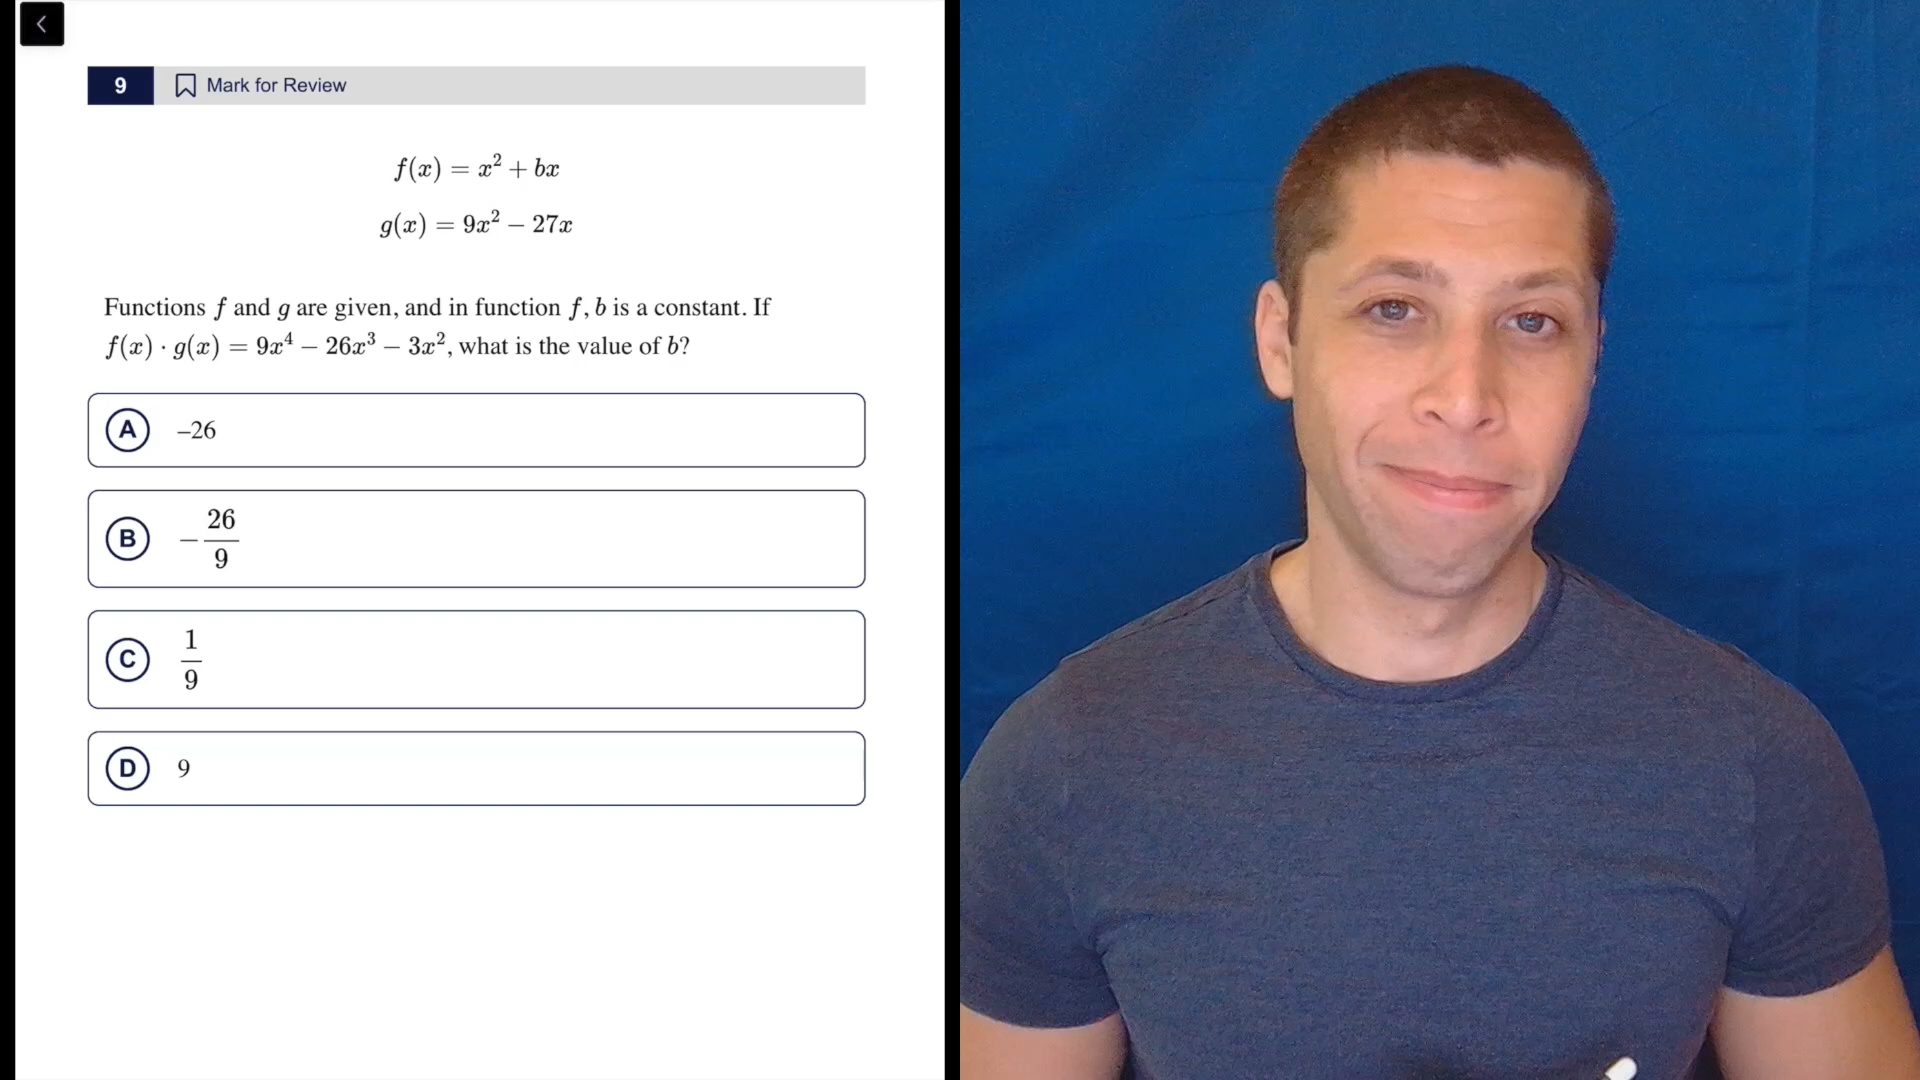 9 Mark for Review
f(x) = x² + bx
g(x) = 9x² − 27x
Functions f and g are given, and in function f, b is a constant. If
f(x) · g(x) = 9x⁴ − 26x³ − 3x², what is the value of b?
A –26
B −26/9
C 1/9
D 9